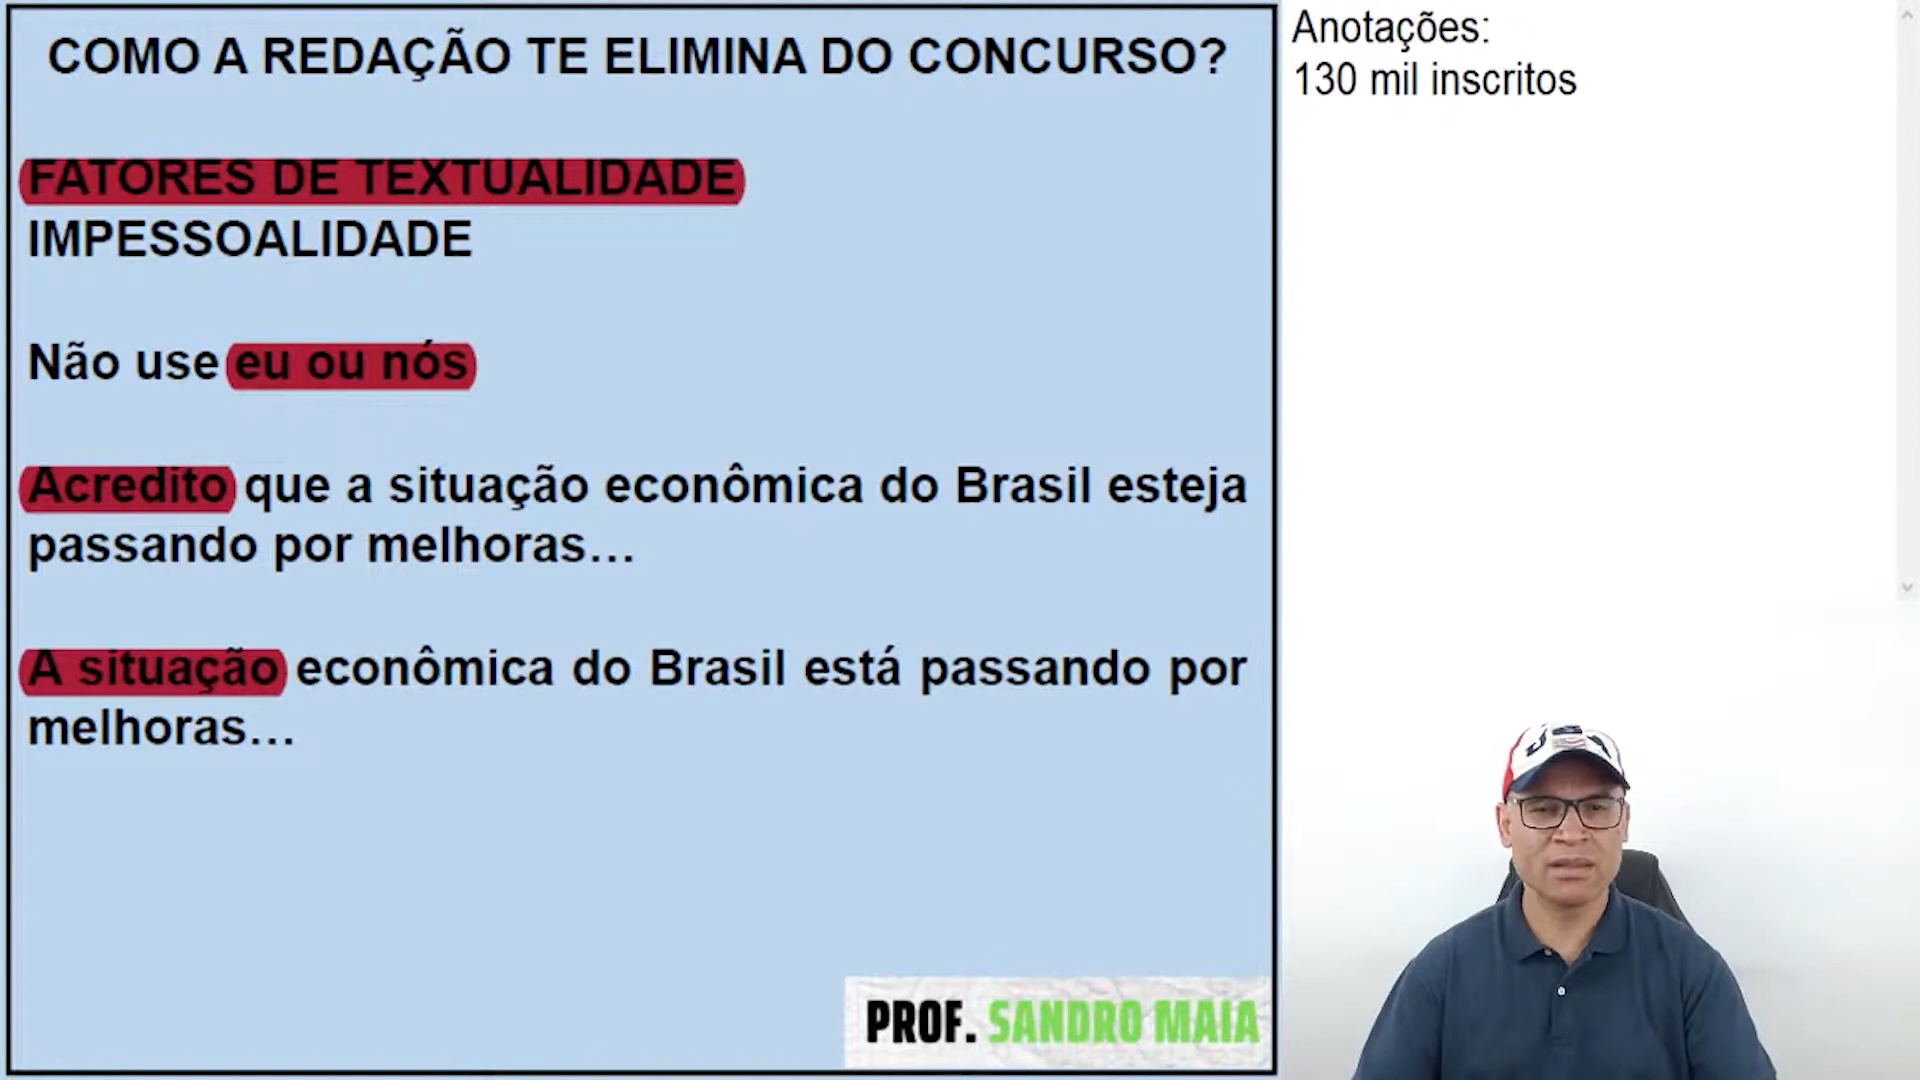 COMO A REDAÇÃO TE ELIMINA DO CONCURSO?
FATORES DE TEXTUALIDADE
IMPESSOALIDADE
Não use eu ou nós
Acredito que a situação econômica do Brasil esteja
passando por melhoras...
A situação econômica do Brasil está passando por
melhoras...
PROF. SANDRO MAIA
Anotações:
130 mil inscritos